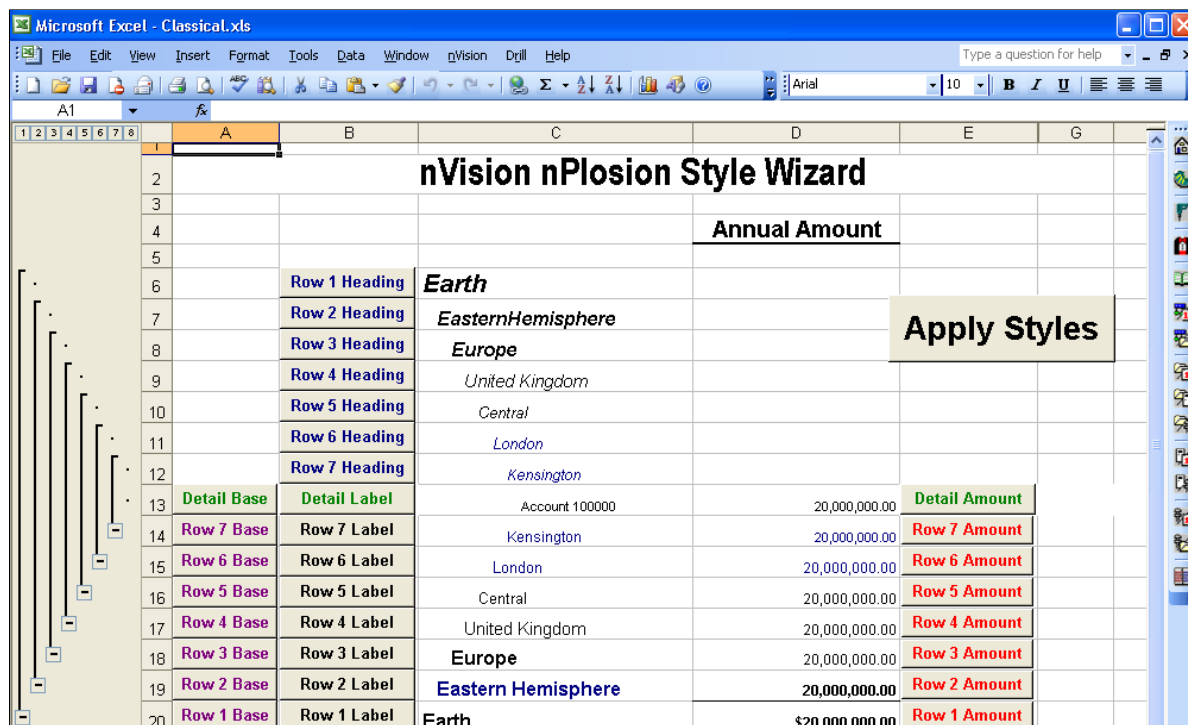 Microsoft Excel - Classical.xls
File Edit View Insert Format Tools Data Window nVision Drill Help Type a question for help
ABC Σ A Z Z A Arial 10 B I U
A1 fx
1 2 3 4 5 6 7 8 A B C D E G
1
2 nVision nPlosion Style Wizard
3
4 Annual Amount
5
6 Row 1 Heading Earth
7 Row 2 Heading EasternHemisphere
Apply Styles
8 Row 3 Heading Europe
9 Row 4 Heading United Kingdom
10 Row 5 Heading Central
11 Row 6 Heading London
12 Row 7 Heading Kensington
13 Detail Base Detail Label Account 100000 20,000,000.00 Detail Amount
14 Row 7 Base Row 7 Label Kensington 20,000,000.00 Row 7 Amount
15 Row 6 Base Row 6 Label London 20,000,000.00 Row 6 Amount
16 Row 5 Base Row 5 Label Central 20,000,000.00 Row 5 Amount
17 Row 4 Base Row 4 Label United Kingdom 20,000,000.00 Row 4 Amount
18 Row 3 Base Row 3 Label Europe 20,000,000.00 Row 3 Amount
19 Row 2 Base Row 2 Label Eastern Hemisphere 20,000,000.00 Row 2 Amount
20 Row 1 Base Row 1 Label Earth $20,000,000.00 Row 1 Amount